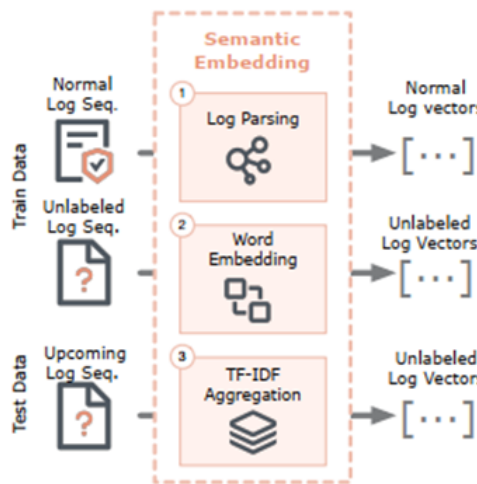 Semantic
Embedding
Train Data
Normal
Log Seq.
1
Log Parsing
Normal
Log vectors
[...]
Unlabeled
Log Seq.
?
2
Word
Embedding
Unlabeled
Log Vectors
[...]
Test Data
Upcoming
Log Seq.
?
3
TF-IDF
Aggregation
Unlabeled
Log Vectors
[...]